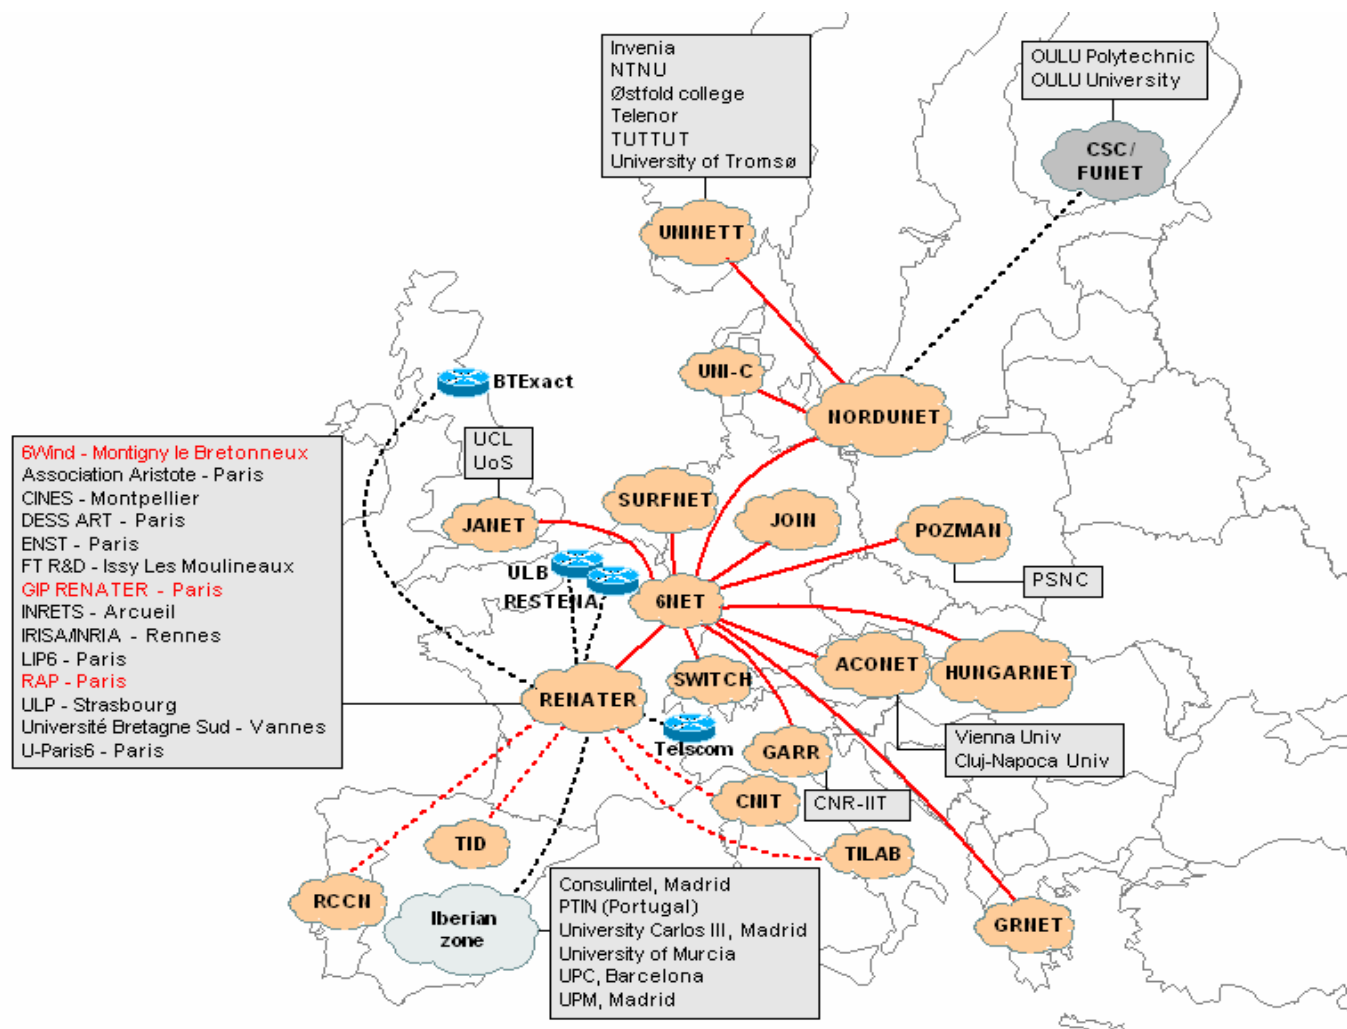 Invenia
NTNU
Østfold college
Telenor
TUTTUT
University of Tromsø
OULU Polytechnic
OULU University
CSC/
FUNET
UNINETT
UNI-C
NORDUNET
BTExact
UCL
UoS
JANET
SURFNET
JOIN
POZMAN
PSNC
6Wind - Montigny le Bretonneux
Association Aristote - Paris
CINES - Montpellier
DESS ART - Paris
ENST - Paris
FT R&D - Issy Les Moulineaux
GIP RENATER - Paris
INRETS - Arcueil
IRISA/INRIA - Rennes
LIP6 - Paris
RAP - Paris
ULP - Strasbourg
Université Bretagne Sud - Vannes
U-Paris6 - Paris
ULB
RESTENA
6NET
RENATER
SWITCH
ACONET
HUNGARNET
Telscom
GARR
Vienna Univ
Cluj-Napoca Univ
CNIT
CNR-IIT
TID
TILAB
RCCN
Iberian
zone
Consulintel, Madrid
PTIN (Portugal)
University Carlos III, Madrid
University of Murcia
UPC, Barcelona
UPM, Madrid
GRNET